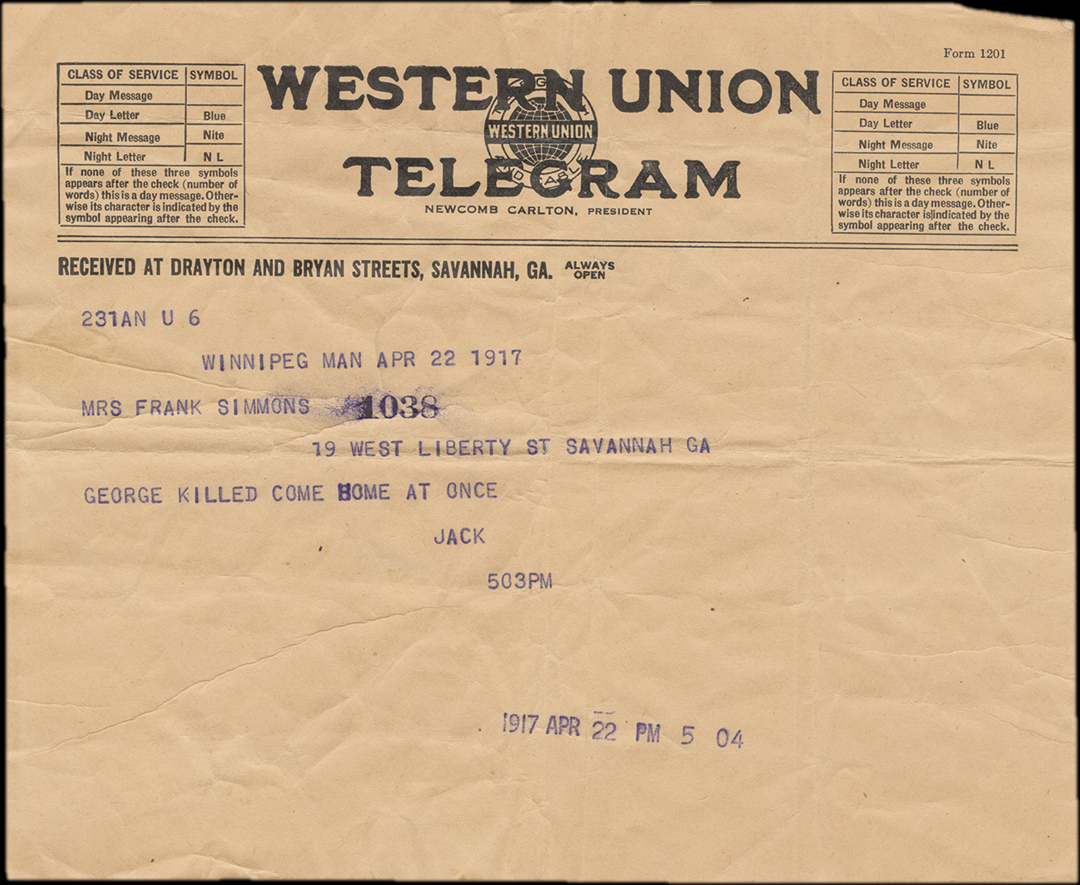 Form 1201
CLASS OF SERVICE SYMBOL
Day Message
Day Letter Blue
Night Message Nite
Night Letter N L
If none of these three symbols
appears after the check (number of
words) this is a day message. Other-
wise its character is indicated by the
symbol appearing after the check.
WESTERN UNION
WESTERN UNION
TELEGRAM
NEWCOMB CARLTON, PRESIDENT
CLASS OF SERVICE SYMBOL
Day Message
Day Letter Blue
Night Message Nite
Night Letter N L
If none of these three symbols
appears after the check (number of
words) this is a day message. Other-
wise its character is indicated by the
symbol appearing after the check.
RECEIVED AT DRAYTON AND BRYAN STREETS, SAVANNAH, GA. ALWAYS
OPEN
231AN U 6
WINNIPEG MAN APR 22 1917
MRS FRANK SIMMONS 1038
19 WEST LIBERTY ST SAVANNAH GA
GEORGE KILLED COME HOME AT ONCE
JACK
503PM
1917 APR 22 PM 5 04